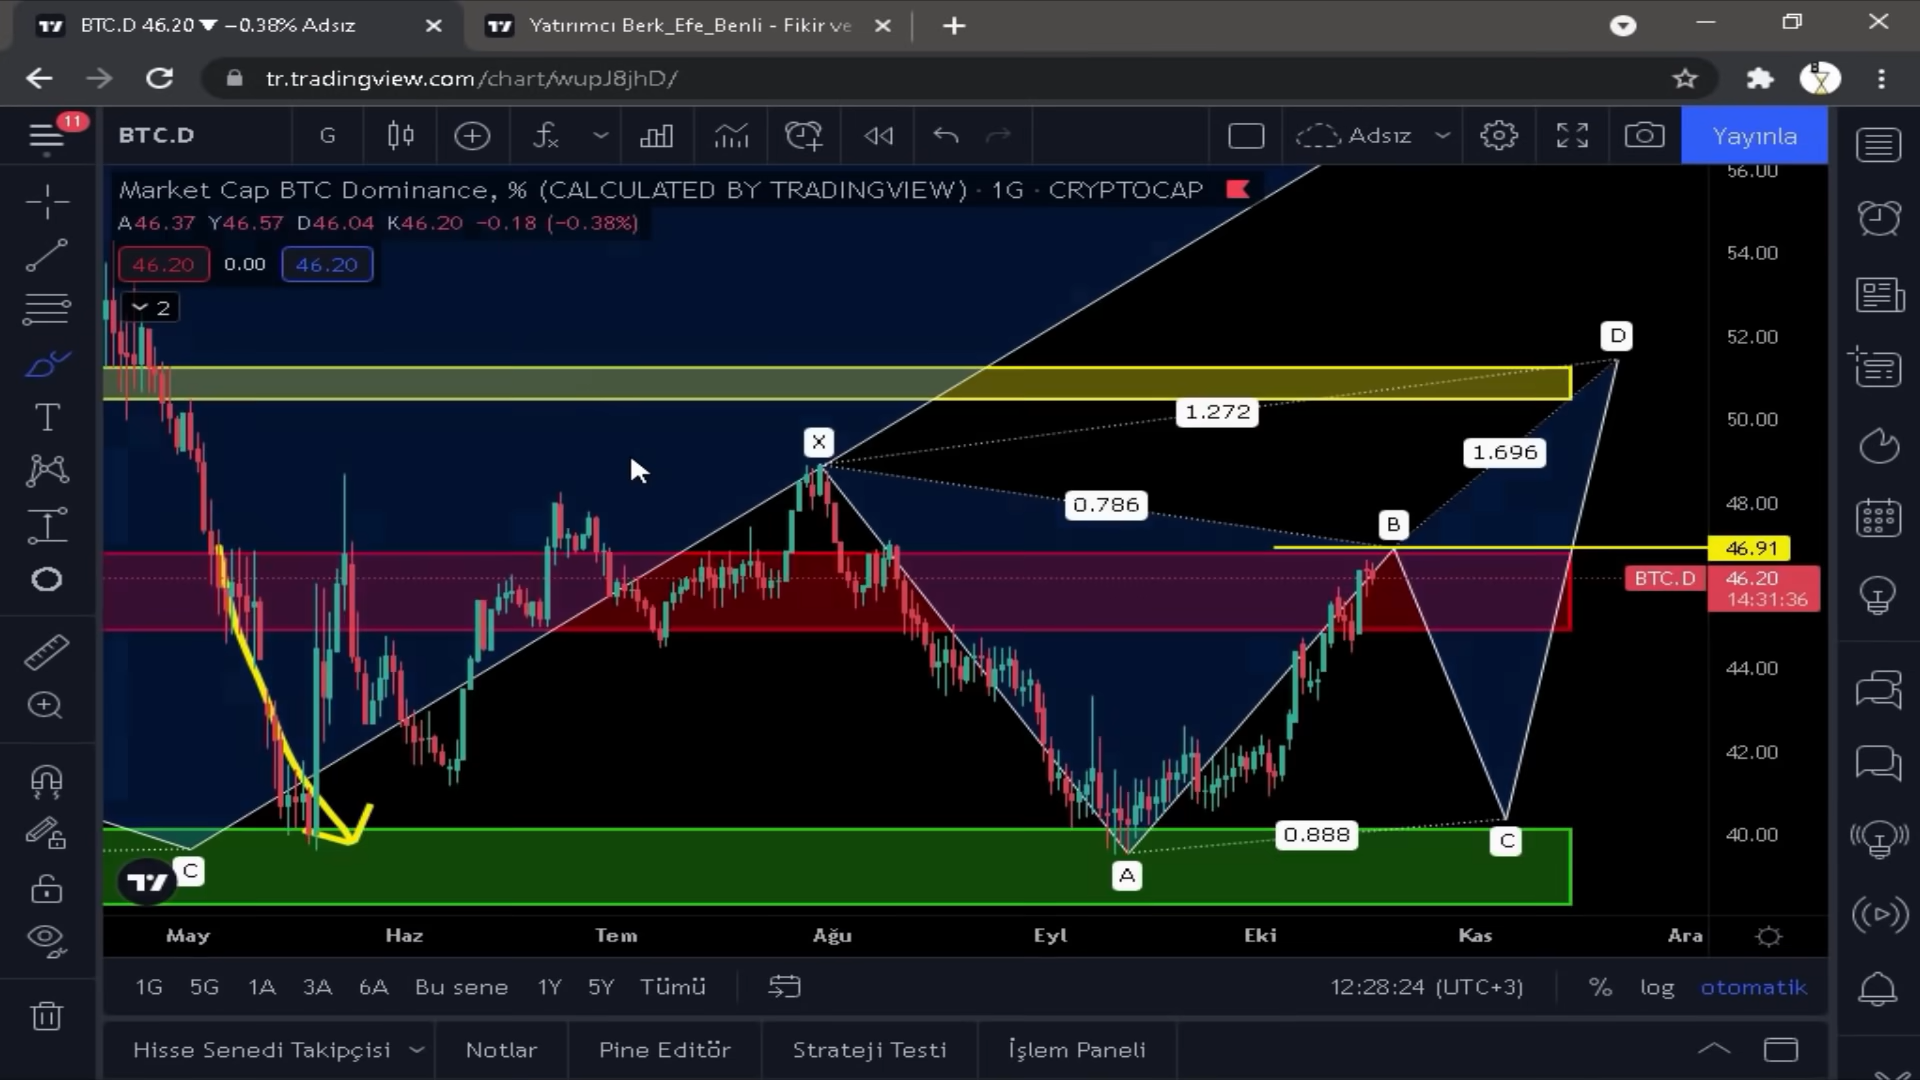 BTC.D 46.20 ▼ −0.38% Adsız
Yatırımcı Berk_Efe_Benli - Fikir ve
tr.tradingview.com/chart/wupJ8jhD/
11
BTC.D
G
Adsız
Yayınla
Market Cap BTC Dominance, % (CALCULATED BY TRADINGVIEW) · 1G · CRYPTOCAP
A46.37 Y46.57 D46.04 K46.20 −0.18 (−0.38%)
46.20 0.00 46.20
2
56.00
54.00
52.00
50.00
48.00
46.91
BTC.D 46.20
14:31:36
44.00
42.00
40.00
D
1.272
X
1.696
0.786
B
0.888
C
C
A
May Haz Tem Ağu Eyl Eki Kas Ara
1G 5G 1A 3A 6A Bu sene 1Y 5Y Tümü
12:28:24 (UTC+3) % log otomatik
Hisse Senedi Takipçisi Notlar Pine Editör Strateji Testi İşlem Paneli